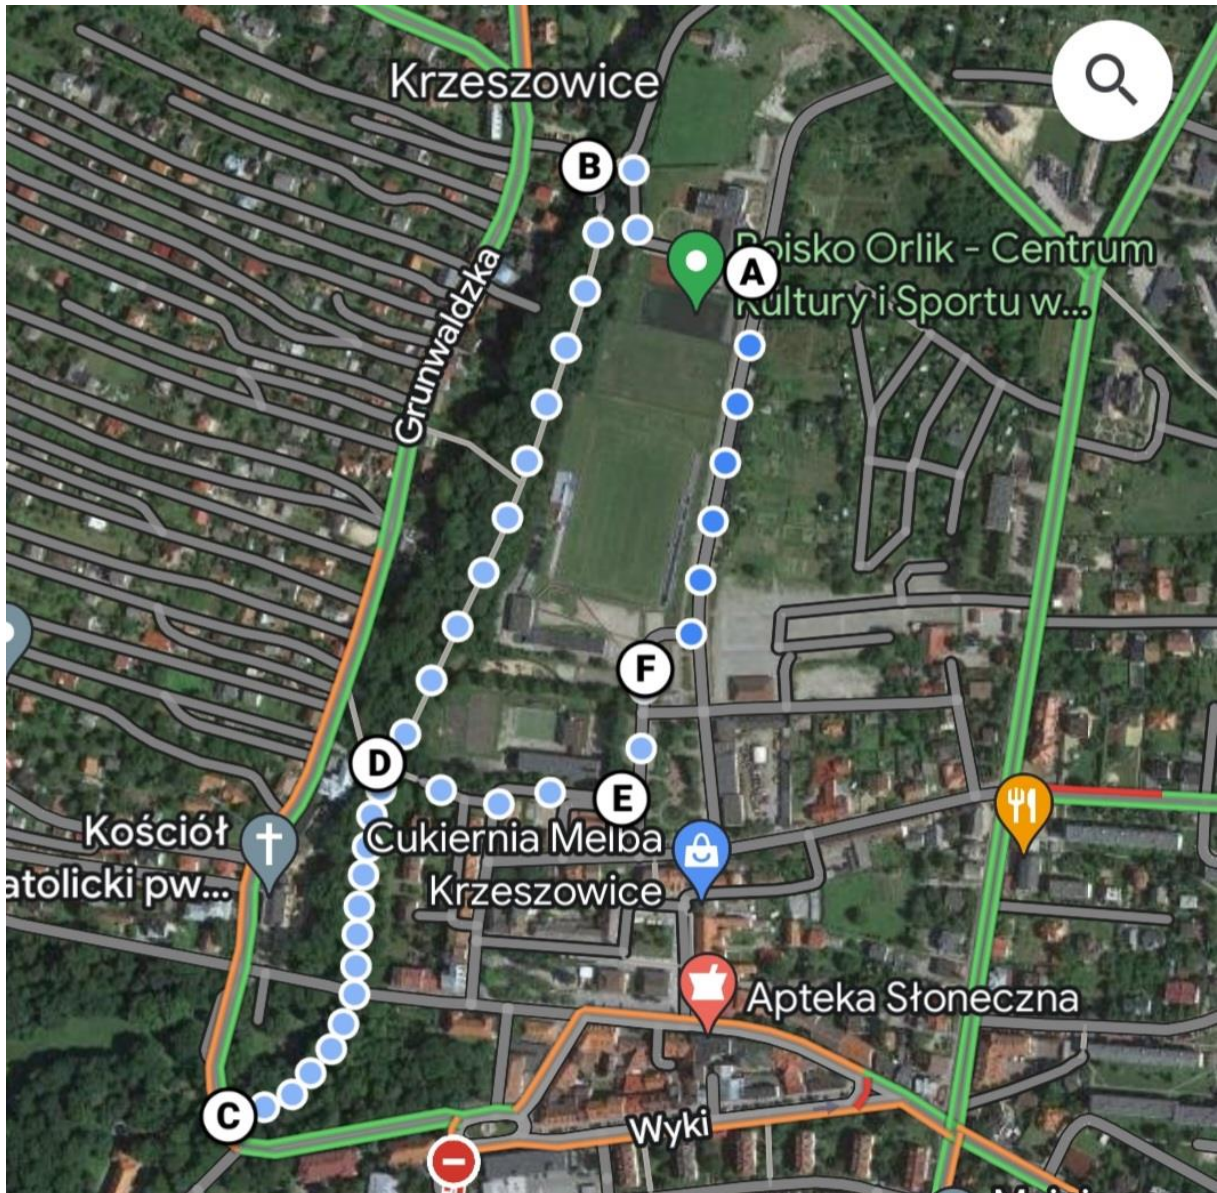 Krzeszowice
B
A
Boisko Orlik - Centrum
Kultury i Sportu w...
Grunwaldzka
F
D
E
Kościół
atolicki pw...
Cukiernia Melba
Krzeszowice
Apteka Słoneczna
C
Wyki